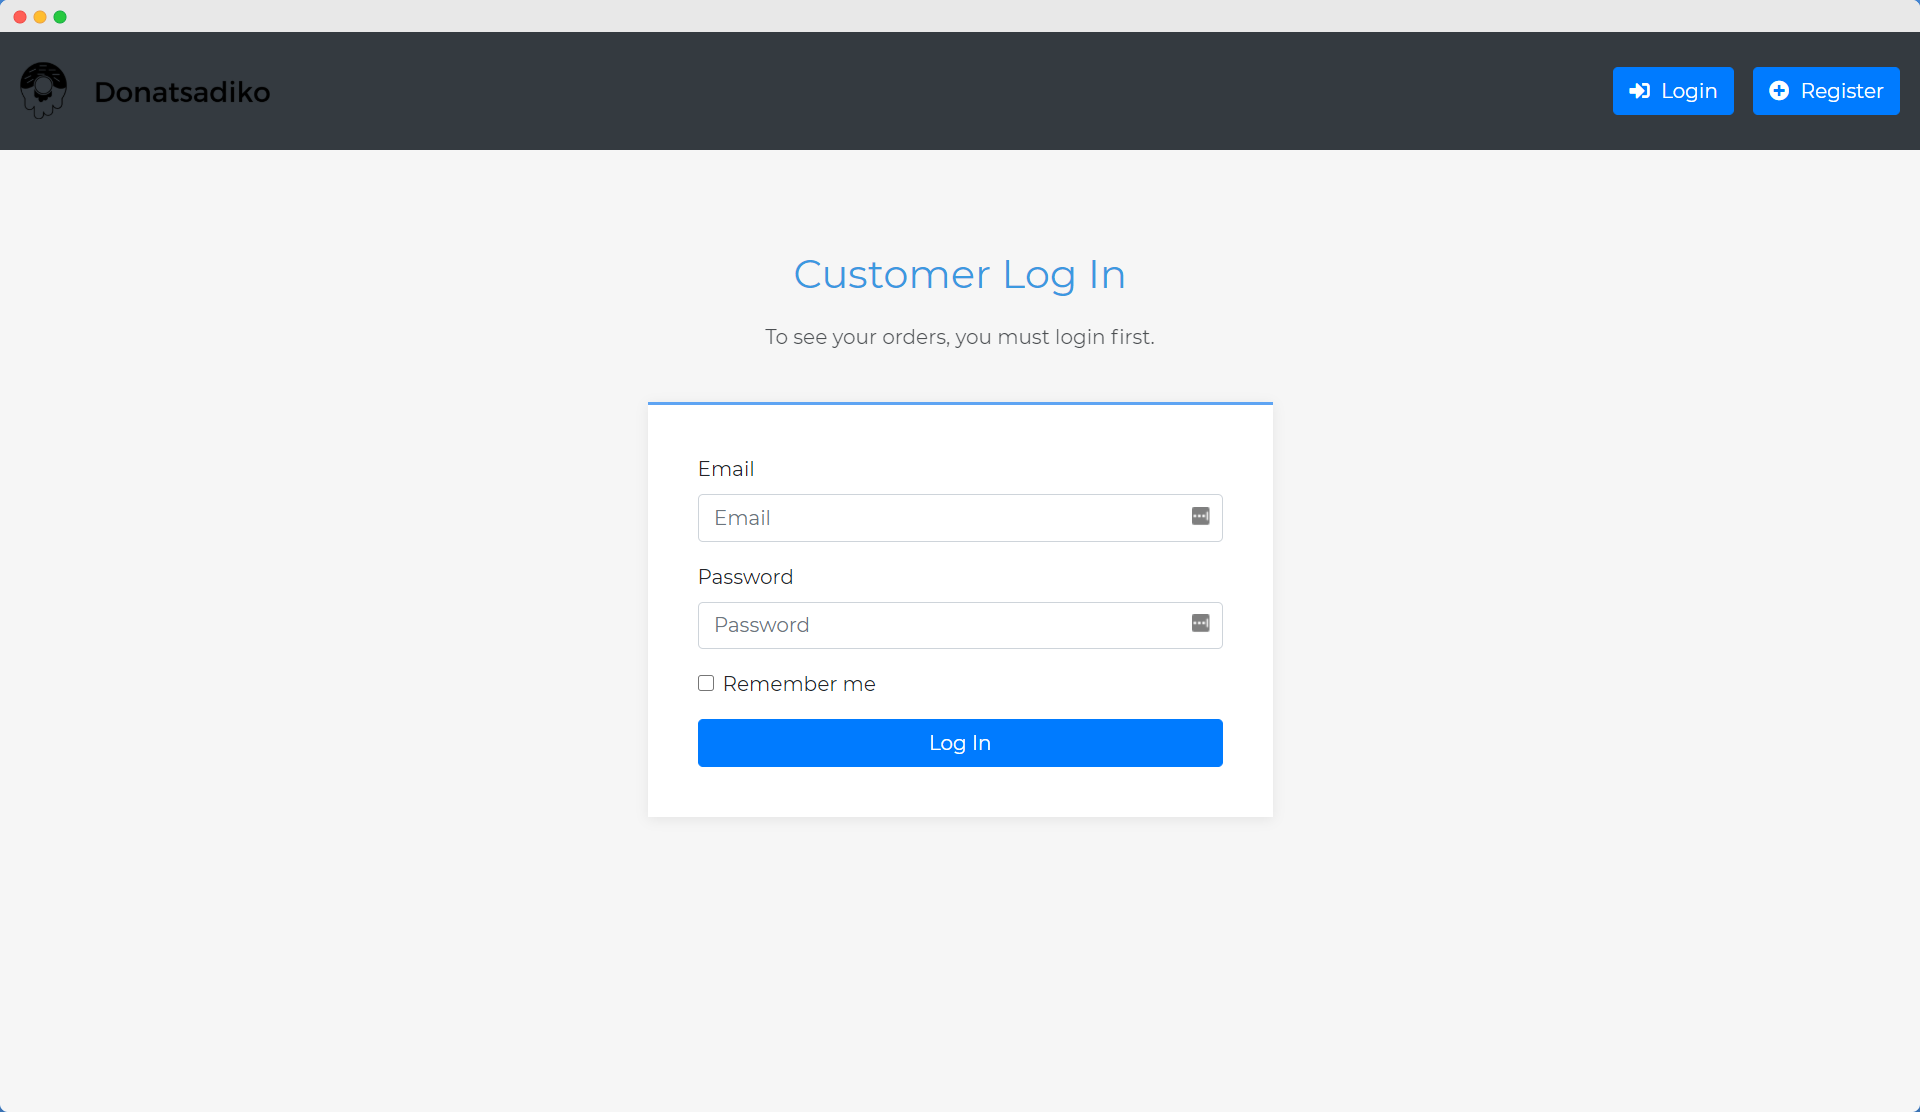 Donatsadiko
Login
Register
Customer Log In
To see your orders, you must login first.
Email
Email
Password
Password
Remember me
Log In